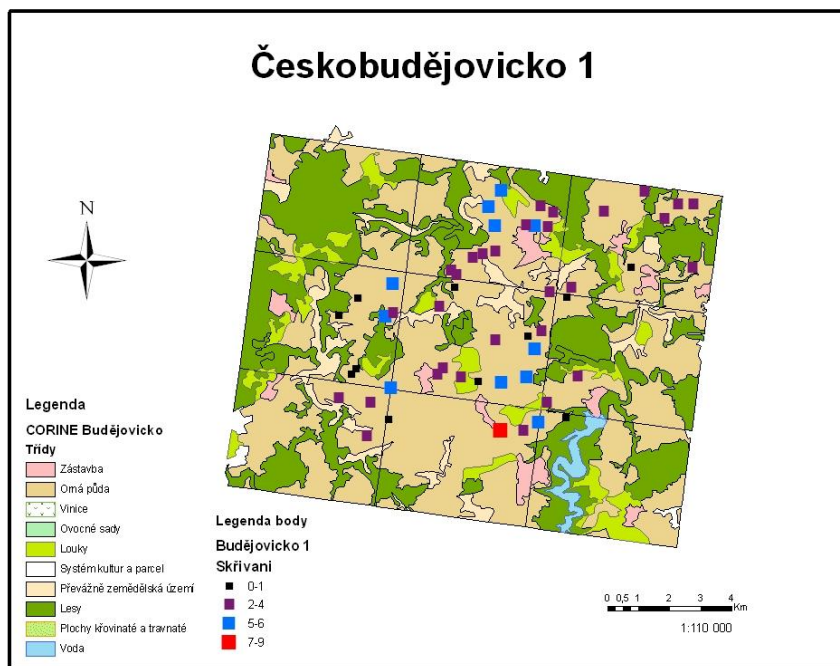 Českobudějovicko 1
N
Legenda
CORINE Budějovicko
Třídy
Zástavba
Orná půda
Vinice
Ovocné sady
Louky
Systém kultur a parcel
Převážně zemědělská území
Lesy
Plochy křovinaté a travnaté
Voda
Legenda body
Budějovicko 1
Skřivani
0-1
2-4
5-6
7-9
0 0,5 1 2 3 4
Km
1:110 000